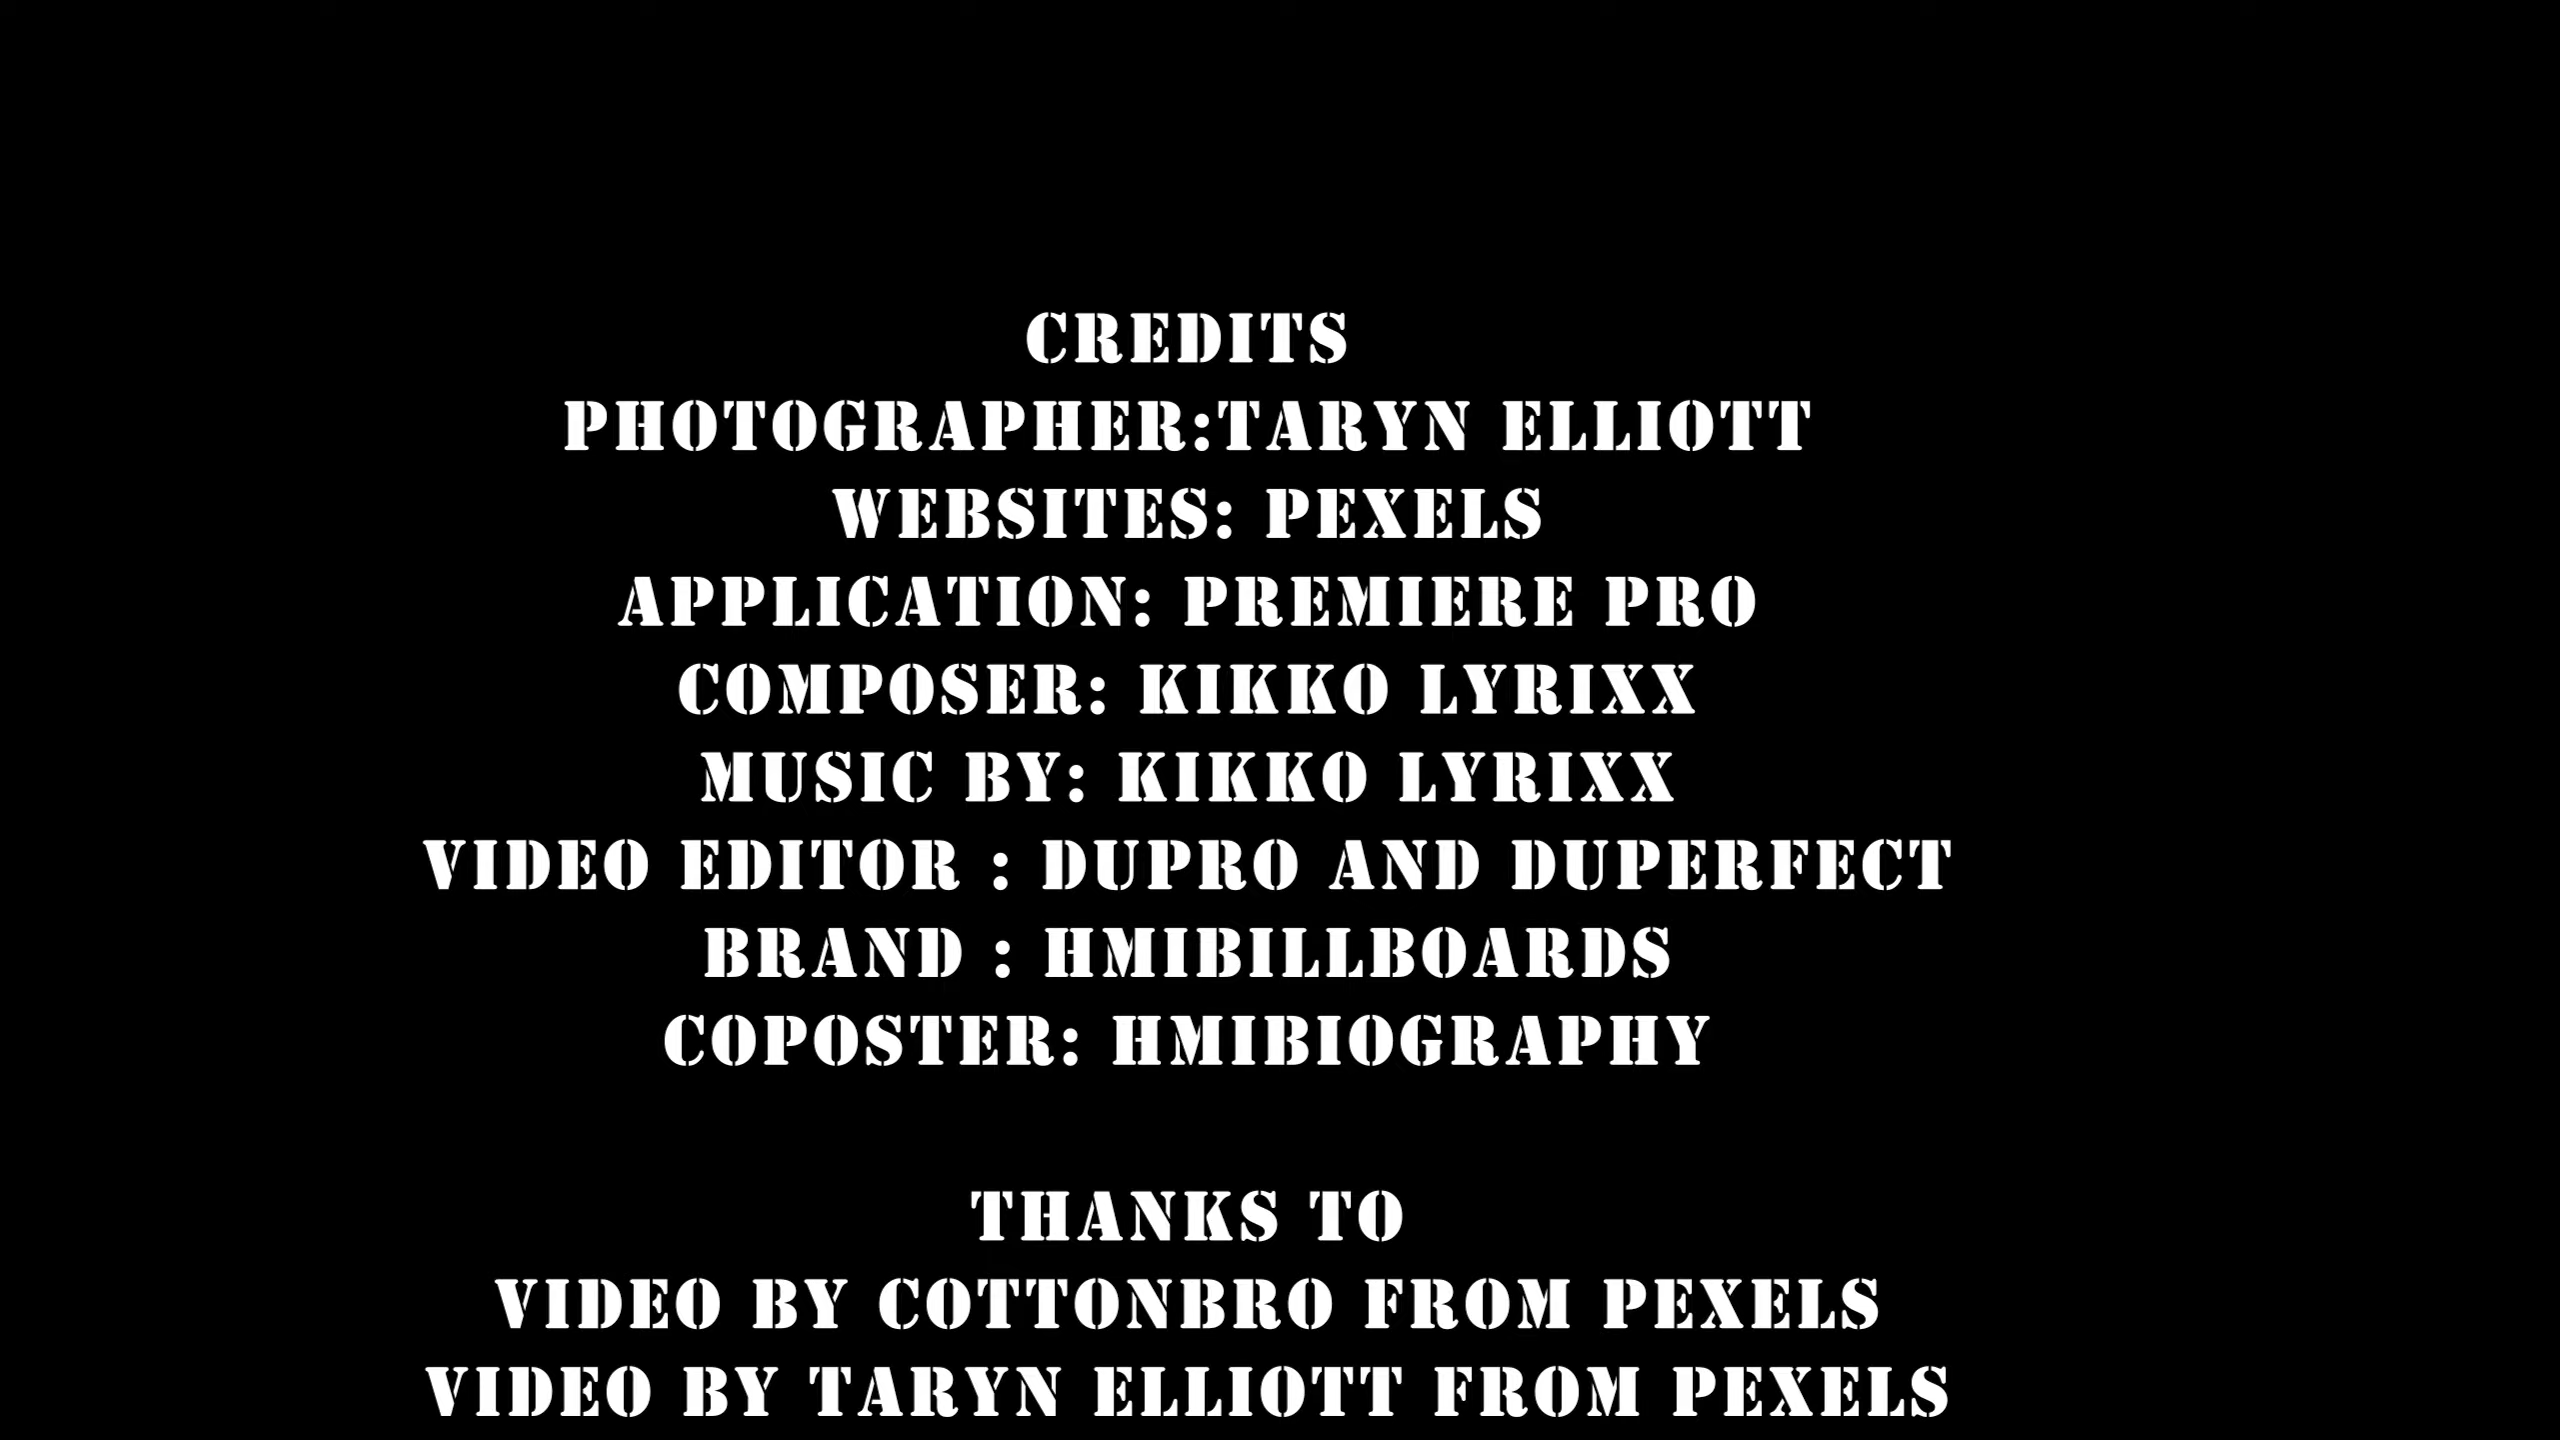 CREDITS
PHOTOGRAPHER:TARYN ELLIOTT
WEBSITES: PEXELS
APPLICATION: PREMIERE PRO
COMPOSER: KIKKO LYRIXX
MUSIC BY: KIKKO LYRIXX
VIDEO EDITOR : DUPRO AND DUPERFECT
BRAND : HMIBILLBOARDS
COPOSTER: HMIBIOGRAPHY
THANKS TO
VIDEO BY COTTONBRO FROM PEXELS
VIDEO BY TARYN ELLIOTT FROM PEXELS